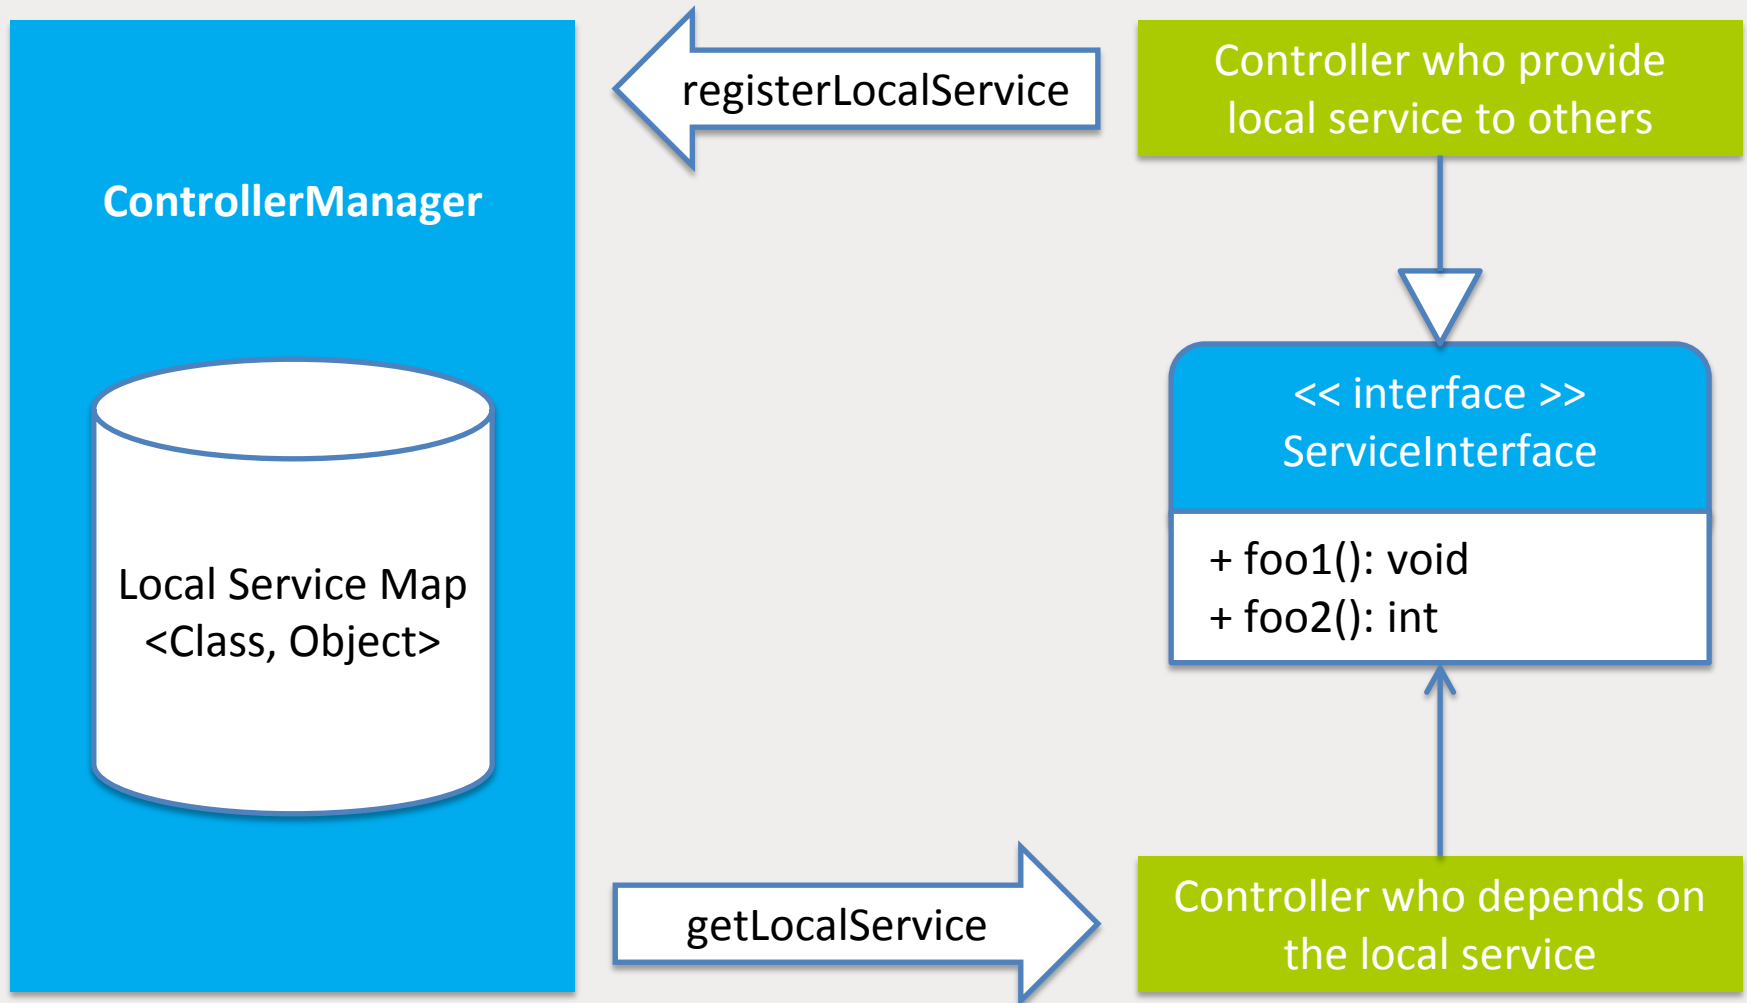 ControllerManager
Local Service Map
<Class, Object>
registerLocalService
getLocalService
Controller who provide
local service to others
<< interface >>
ServiceInterface
+ foo1(): void
+ foo2(): int
Controller who depends on
the local service